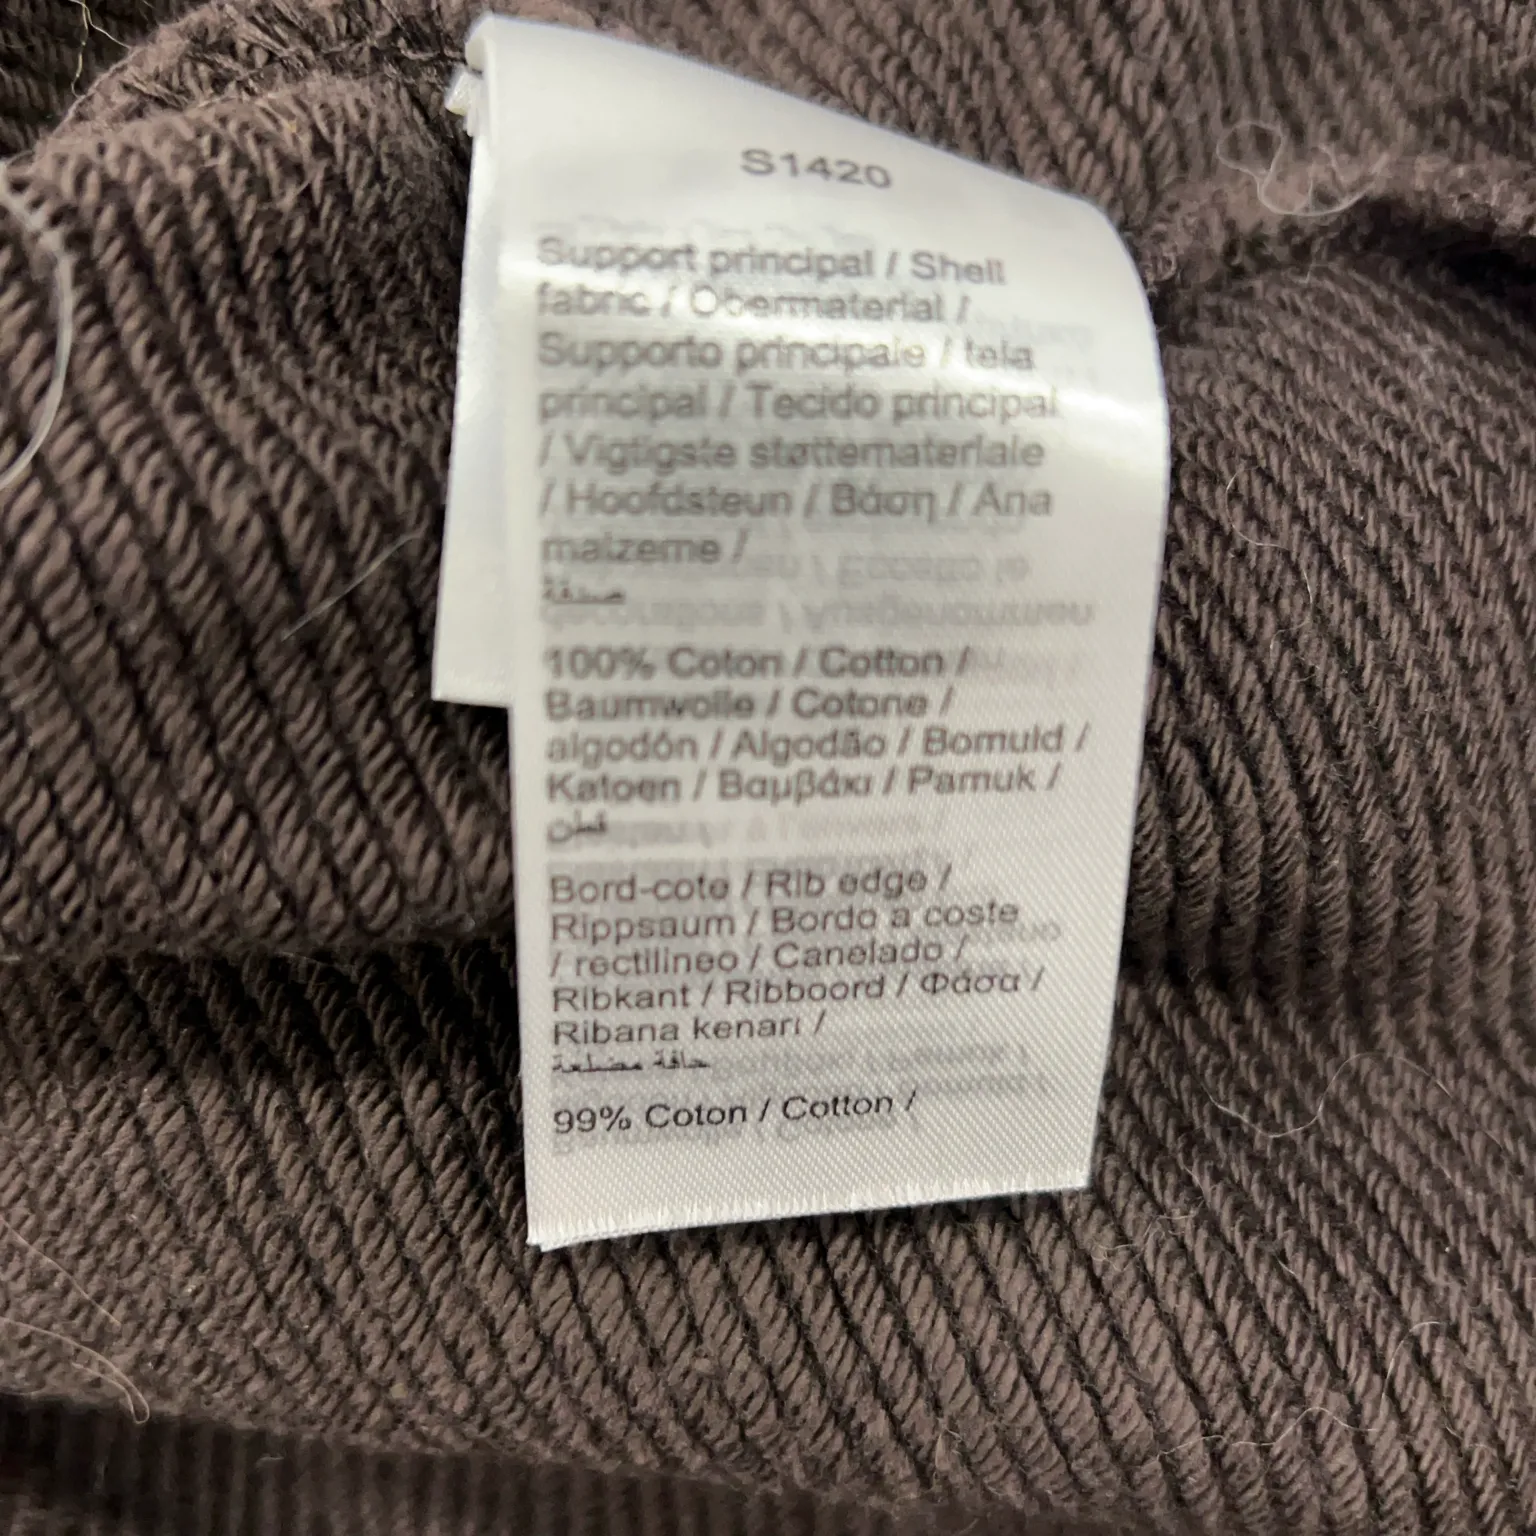 S1420
Support principal / Shell
fabric / Obermaterial /
Supporto principale / tela
principal / Tecido principal
/ Vigtigste støttemateriale
/ Hoofdsteun / Βάση / Ana
malzeme /
صنفة
100% Coton / Cotton /
Baumwolle / Cotone /
algodón / Algodão / Bomuld /
Katoen / Βαμβάκι / Pamuk /
قطن
Bord-cote / Rib edge /
Rippsaum / Bordo a coste
/ rectilineo / Canelado /
Ribkant / Ribboord / Φάσα /
Ribana kenarı /
حافة مضلعة
99% Coton / Cotton /